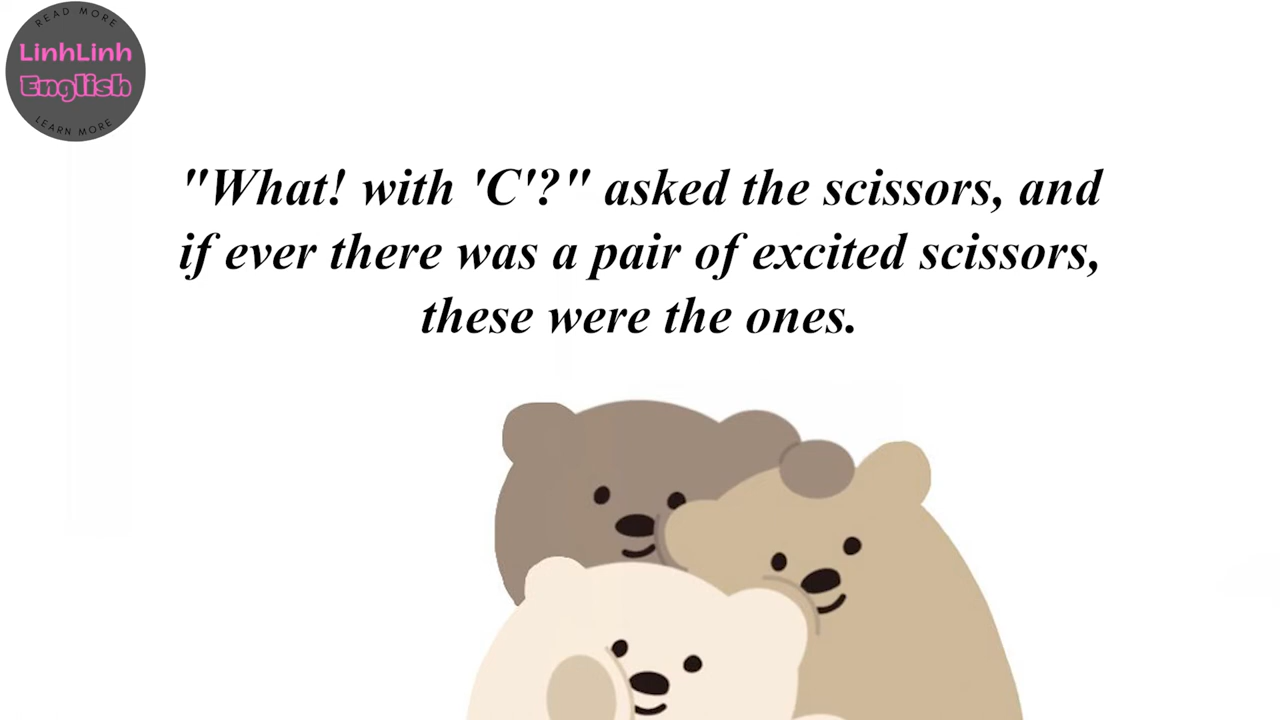 READ MORE
LinhLinh
English
LEARN MORE
"What! with 'C'?" asked the scissors, and
if ever there was a pair of excited scissors,
these were the ones.